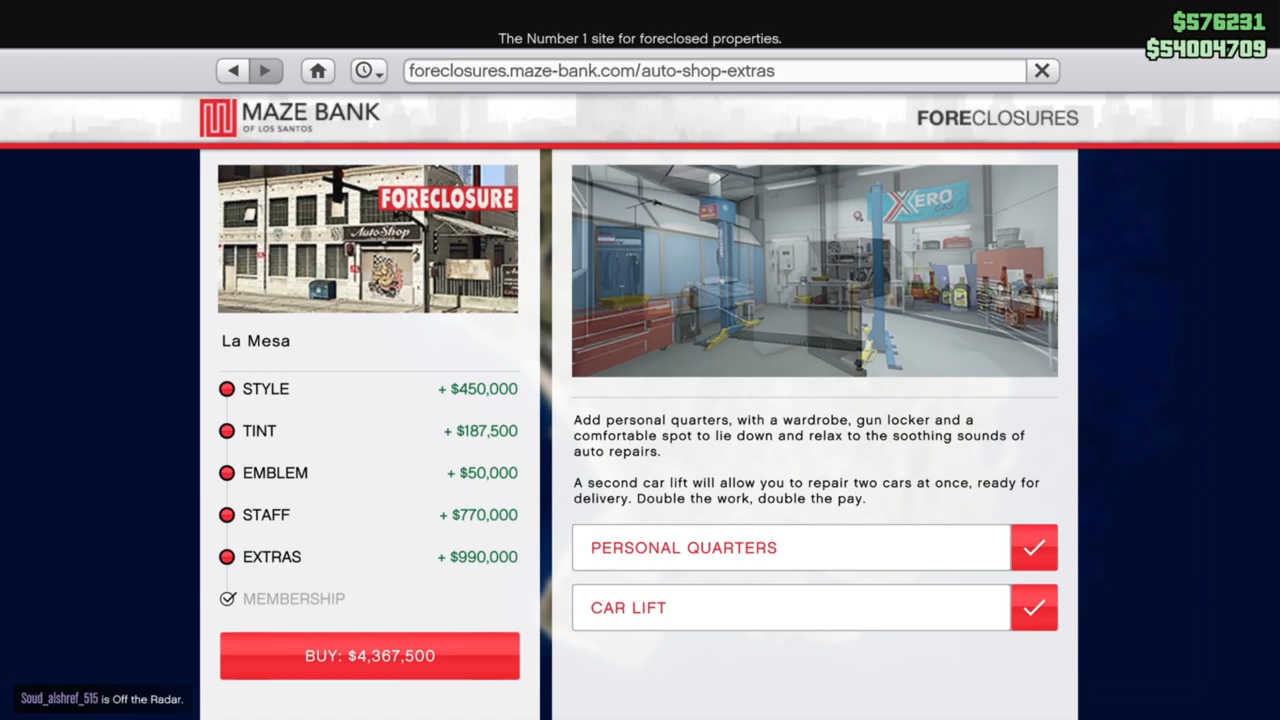 $576231
The Number 1 site for foreclosed properties.
$54004709
foreclosures.maze-bank.com/auto-shop-extras
MAZE BANK
OF LOS SANTOS
FORECLOSURES
FORECLOSURE
Auto-Shop
XERO
GAS
La Mesa
STYLE + $450,000
TINT + $187,500
EMBLEM + $50,000
STAFF + $770,000
EXTRAS + $990,000
MEMBERSHIP
BUY: $4,367,500
Add personal quarters, with a wardrobe, gun locker and a
comfortable spot to lie down and relax to the soothing sounds of
auto repairs.
A second car lift will allow you to repair two cars at once, ready for
delivery. Double the work, double the pay.
PERSONAL QUARTERS
CAR LIFT
Soud_alshref_515 is Off the Radar.